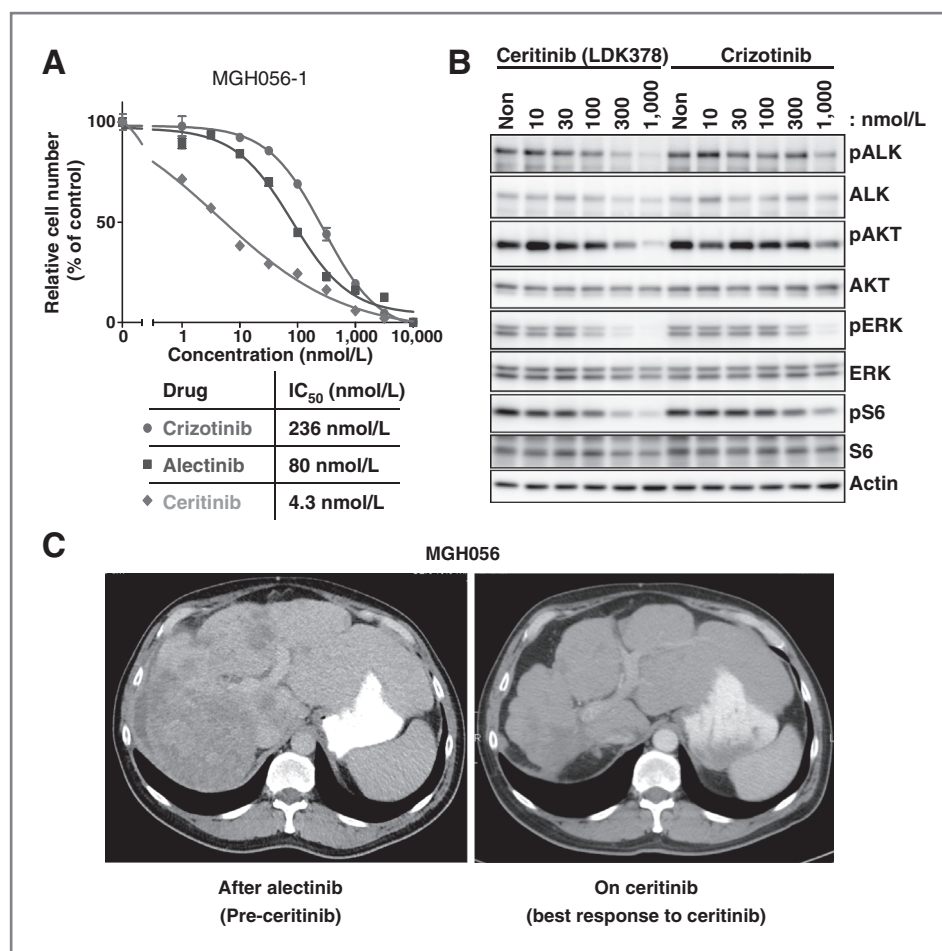 A
MGH056-1
Relative cell number
(% of control)
100
50
0
0 1 10 100 1,000 10,000
Concentration (nmol/L)
Drug IC50 (nmol/L)
Crizotinib 236 nmol/L
Alectinib 80 nmol/L
Ceritinib 4.3 nmol/L
B
Ceritinib (LDK378) Crizotinib
Non 10 30 100 300 1,000 Non 10 30 100 300 1,000 : nmol/L
pALK
ALK
pAKT
AKT
pERK
ERK
pS6
S6
Actin
C
MGH056
R
L
After alectinib
(Pre-ceritinib)
On ceritinib
(best response to ceritinib)